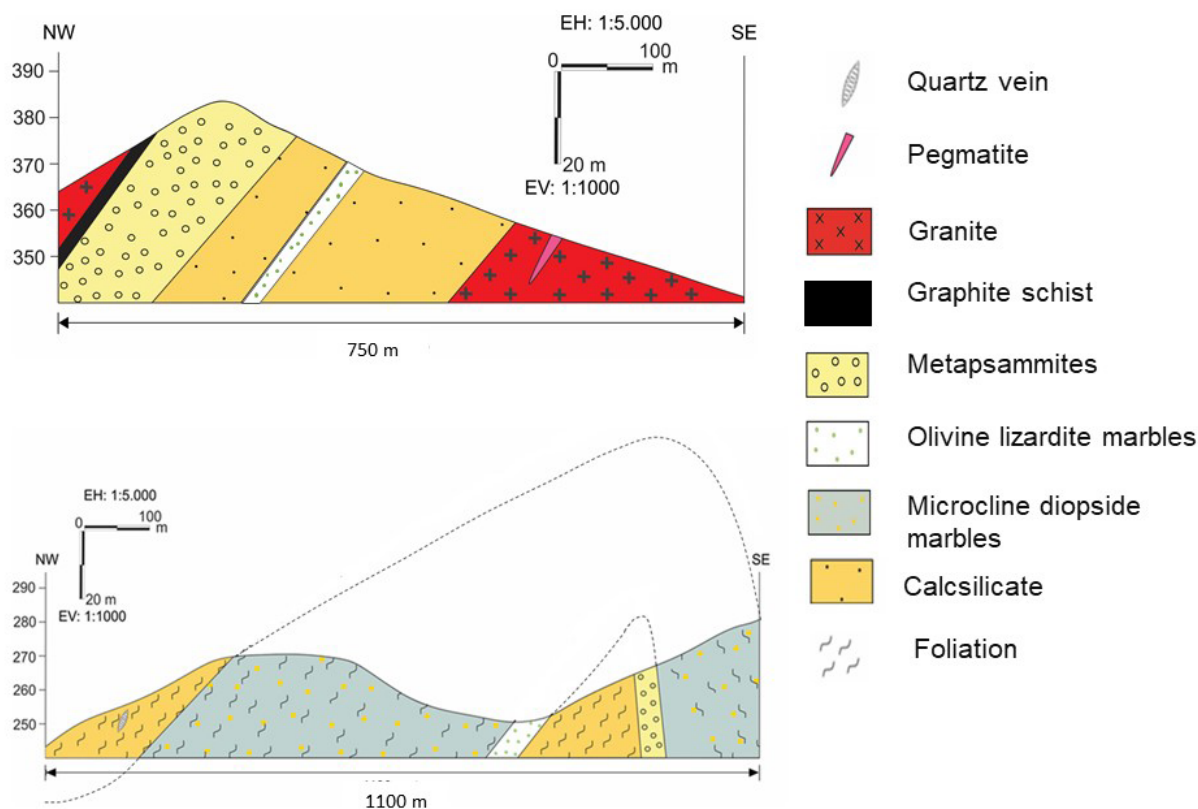 NW
EH: 1:5.000
0 100
m
SE
390
380
370
360
350
20 m
EV: 1:1000
750 m
EH: 1:5.000
0 100
m
NW
SE
290
280
270
260
250
20 m
EV: 1:1000
1100 m
Quartz vein
Pegmatite
Granite
Graphite schist
Metapsammites
Olivine lizardite marbles
Microcline diopside
marbles
Calcsilicate
Foliation